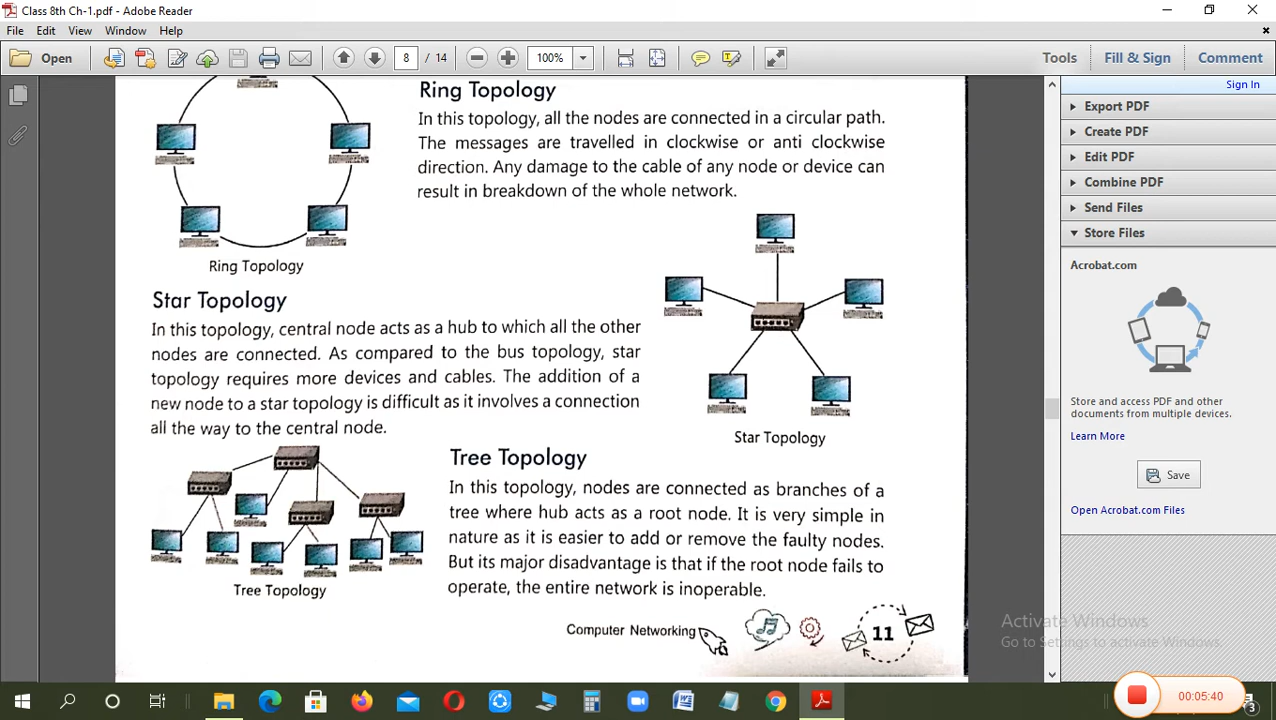 Class 8th Ch-1.pdf - Adobe Reader
File Edit View Window Help
Open 8 / 14 100% Tools Fill & Sign Comment
Sign In
Export PDF
Create PDF
Edit PDF
Combine PDF
Send Files
Store Files
Acrobat.com
Store and access PDF and other
documents from multiple devices.
Learn More
Save
Open Acrobat.com Files
Ring Topology
In this topology, all the nodes are connected in a circular path.
The messages are travelled in clockwise or anti clockwise
direction. Any damage to the cable of any node or device can
result in breakdown of the whole network.
Ring Topology
Star Topology
In this topology, central node acts as a hub to which all the other
nodes are connected. As compared to the bus topology, star
topology requires more devices and cables. The addition of a
new node to a star topology is difficult as it involves a connection
all the way to the central node.
Star Topology
Tree Topology
In this topology, nodes are connected as branches of a
tree where hub acts as a root node. It is very simple in
nature as it is easier to add or remove the faulty nodes.
But its major disadvantage is that if the root node fails to
operate, the entire network is inoperable.
Tree Topology
Computer Networking
11
Activate Windows
Go to Settings to activate Windows.
00:05:40
3